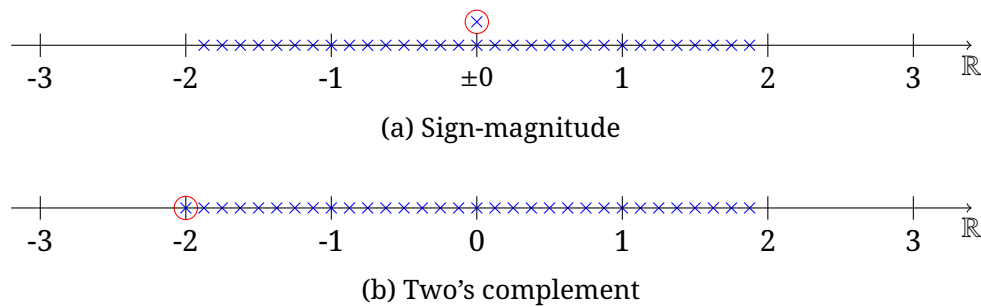 -3 -2 -1 ±0 1 2 3 ℝ
(a) Sign-magnitude
-3 -2 -1 0 1 2 3 ℝ
(b) Two’s complement